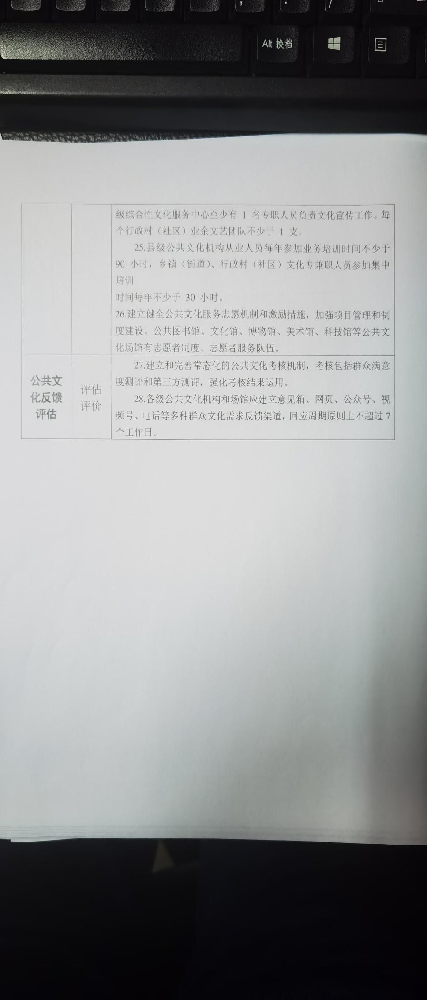 Alt 换档
级综合性文化服务中心至少有 1 名专职人员负责文化宣传工作。每
个行政村（社区）业余文艺团队不少于 1 支。
25.县级公共文化机构从业人员每年参加业务培训时间不少于
90 小时，乡镇（街道）、行政村（社区）文化专兼职人员参加集中
培训
时间每年不少于 30 小时。
26.建立健全公共文化服务志愿机制和激励措施，加强项目管理和制
度建设。公共图书馆、文化馆、博物馆、美术馆、科技馆等公共文
化场馆有志愿者制度、志愿者服务队伍。
公共文
化反馈
评估
评估
评价
27.建立和完善常态化的公共文化考核机制，考核包括群众满意
度测评和第三方测评，强化考核结果运用。
28.各级公共文化机构和场馆应建立意见箱、网页、公众号、视
频号、电话等多种群众文化需求反馈渠道，回应周期原则上不超过 7
个工作日。